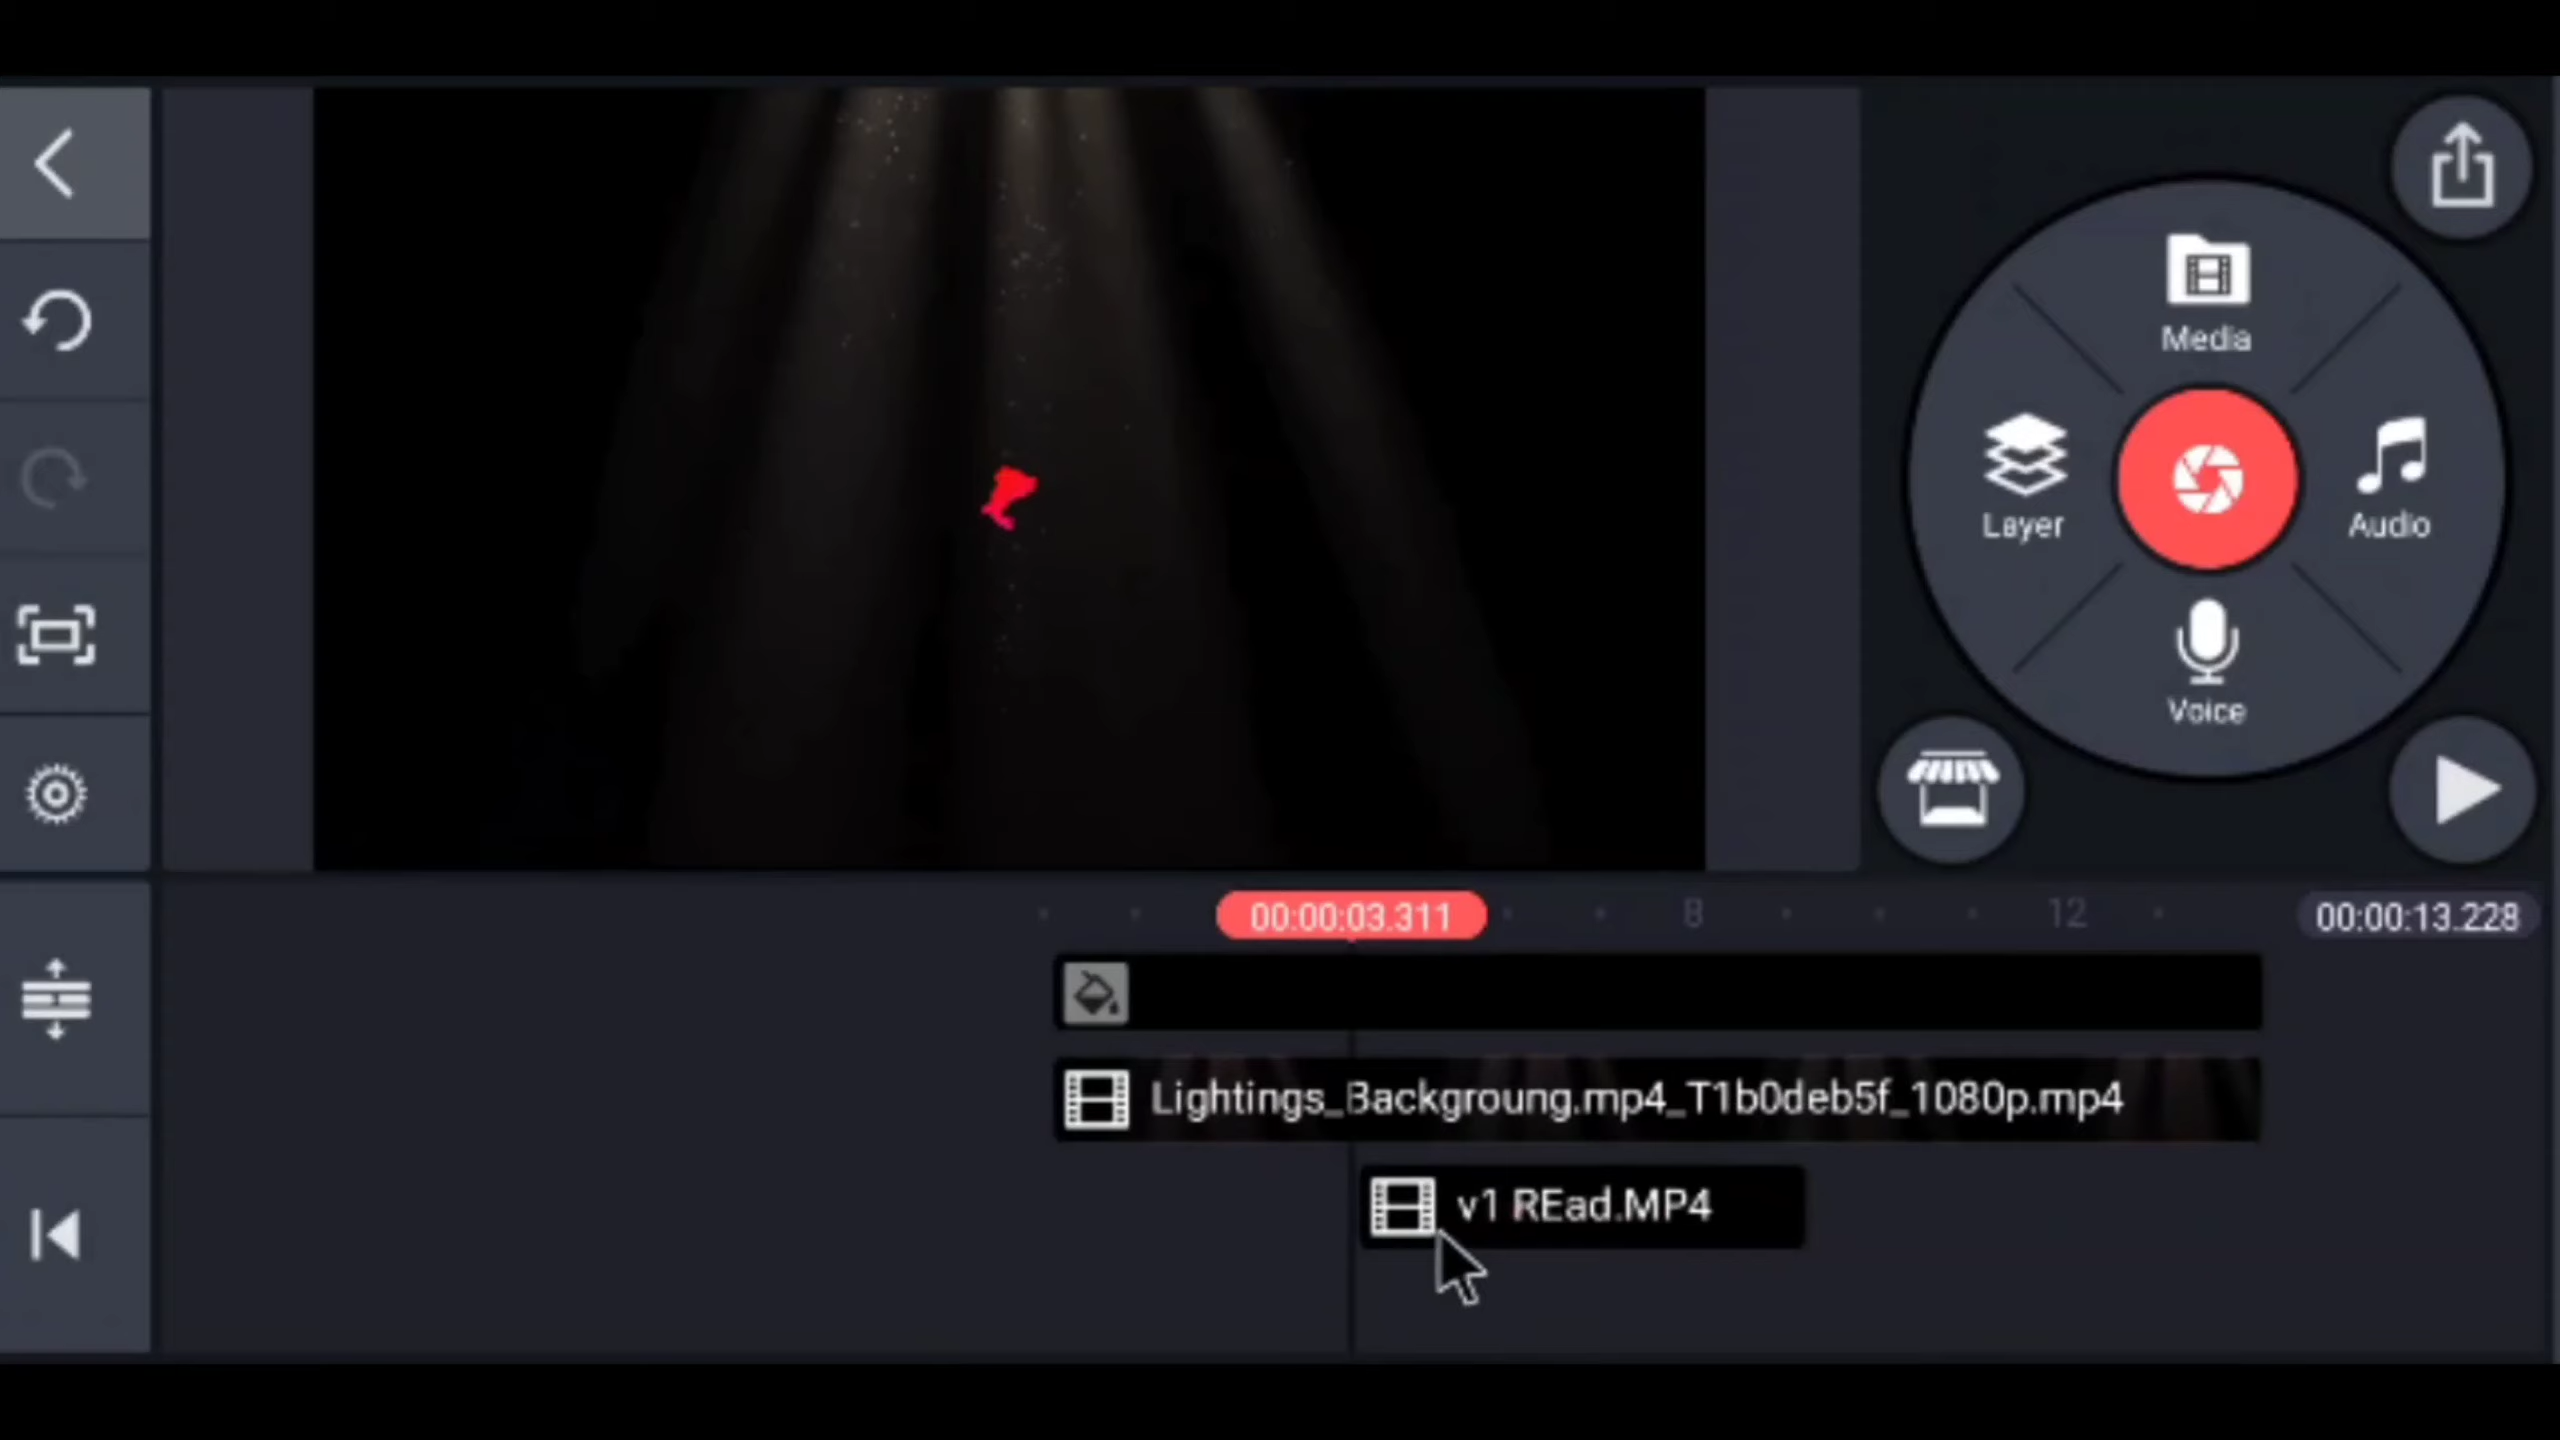 Media
Layer
Audio
Voice
00:00:03.311
8
12
00:00:13.228
Lightings_Backgroung.mp4_T1b0deb5f_1080p.mp4
v1 REad.MP4